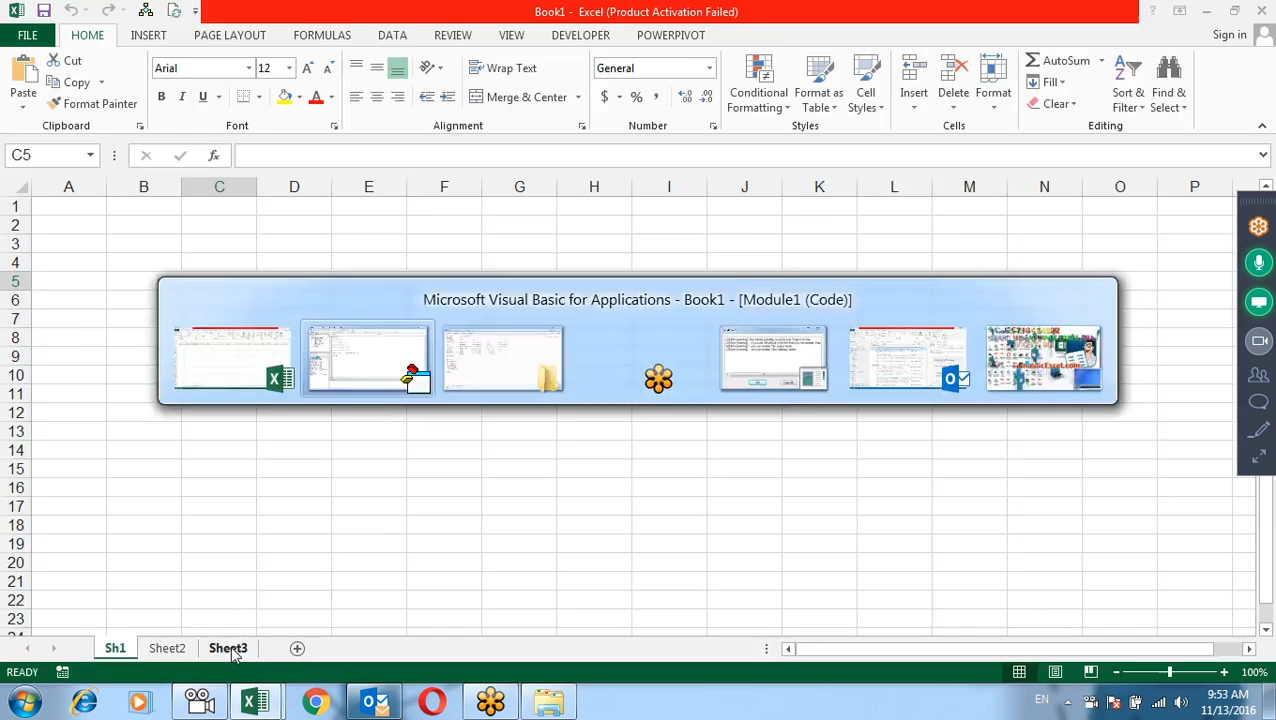 Book1 - Excel (Product Activation Failed)
FILE
HOME
INSERT
PAGE LAYOUT
FORMULAS
DATA
REVIEW
VIEW
DEVELOPER
POWERPIVOT
Sign in
Paste
Cut
Copy
Format Painter
Clipboard
Arial
12
B I U
Font
Wrap Text
Merge & Center
Alignment
General
$ % ,
Number
Conditional
Formatting
Format as
Table
Cell
Styles
Styles
Insert
Delete
Format
Cells
AutoSum
Fill
Clear
Sort &
Filter
Find &
Select
Editing
C5
A B C D E F G H I J K L M N O P
1
2
3
4
5
6
7
8
9
10
11
12
13
14
15
16
17
18
19
20
21
22
23
24
Microsoft Visual Basic for Applications - Book1 - [Module1 (Code)]
Sh1
Sheet2
Sheet3
READY
100%
EN
9:53 AM
11/13/2016